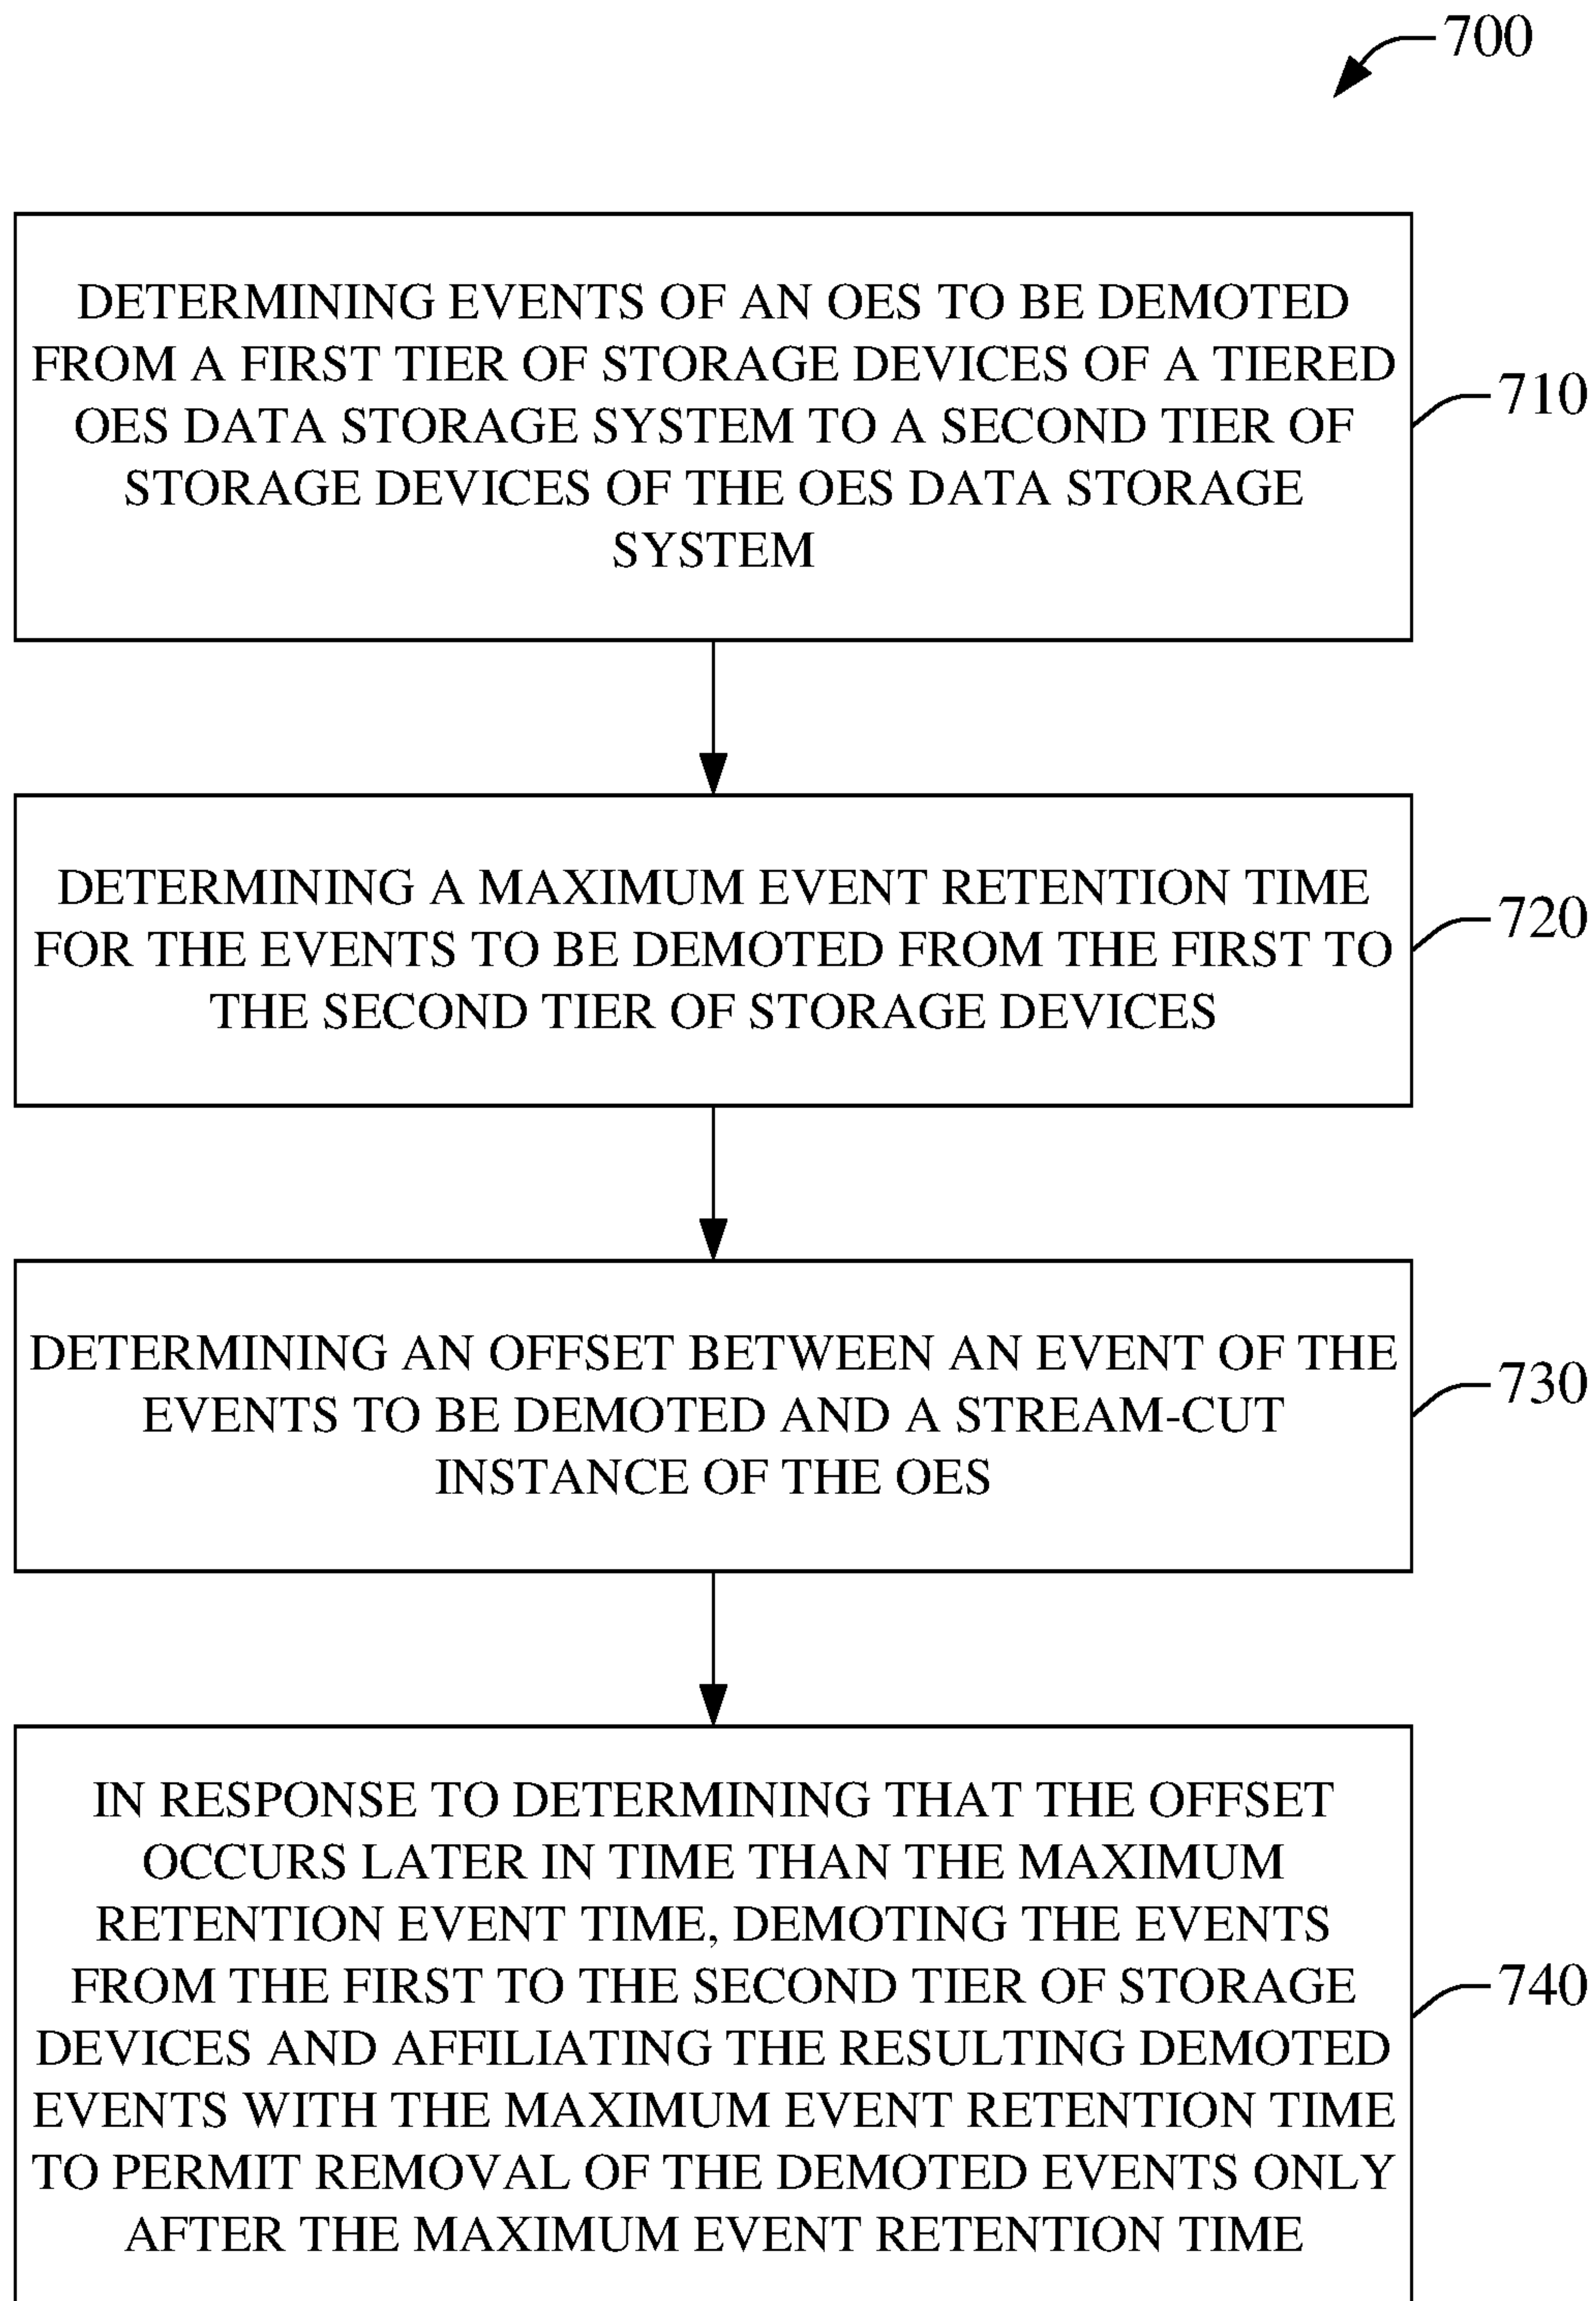 700
DETERMINING EVENTS OF AN OES TO BE DEMOTED
FROM A FIRST TIER OF STORAGE DEVICES OF A TIERED
OES DATA STORAGE SYSTEM TO A SECOND TIER OF
STORAGE DEVICES OF THE OES DATA STORAGE
SYSTEM
710
DETERMINING A MAXIMUM EVENT RETENTION TIME
FOR THE EVENTS TO BE DEMOTED FROM THE FIRST TO
THE SECOND TIER OF STORAGE DEVICES
720
DETERMINING AN OFFSET BETWEEN AN EVENT OF THE
EVENTS TO BE DEMOTED AND A STREAM-CUT
INSTANCE OF THE OES
730
IN RESPONSE TO DETERMINING THAT THE OFFSET
OCCURS LATER IN TIME THAN THE MAXIMUM
RETENTION EVENT TIME, DEMOTING THE EVENTS
FROM THE FIRST TO THE SECOND TIER OF STORAGE
DEVICES AND AFFILIATING THE RESULTING DEMOTED
EVENTS WITH THE MAXIMUM EVENT RETENTION TIME
TO PERMIT REMOVAL OF THE DEMOTED EVENTS ONLY
AFTER THE MAXIMUM EVENT RETENTION TIME
740